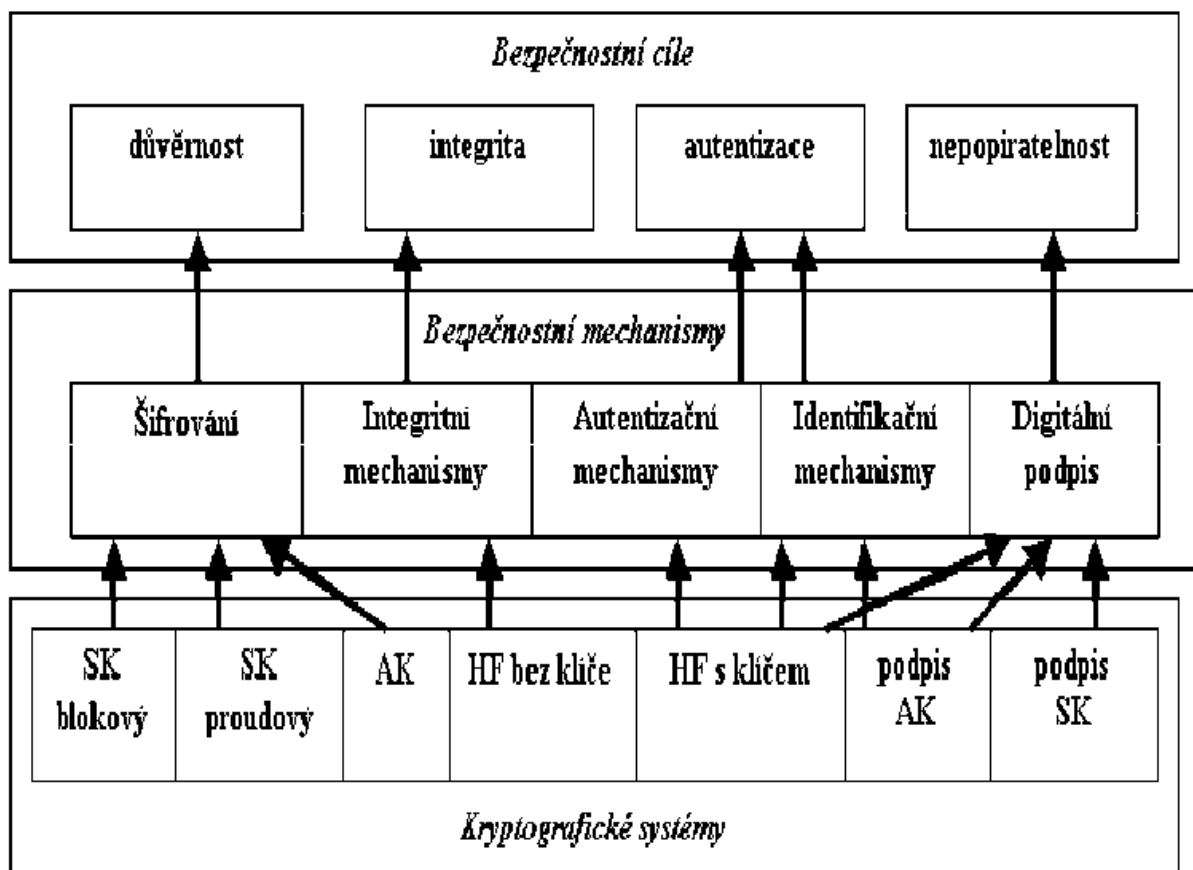 Bezpečnostní cíle
důvěrnost
integrita
autentizace
nepopiratelnost
Bezpečnostní mechanismy
Šifrování
Integritní
mechanismy
Autentizační
mechanismy
Identifikační
mechanismy
Digitální
podpis
SK
blokový
SK
proudový
AK
HF bez klíče
HF s klíčem
podpis
AK
podpis
SK
Kryptografické systémy